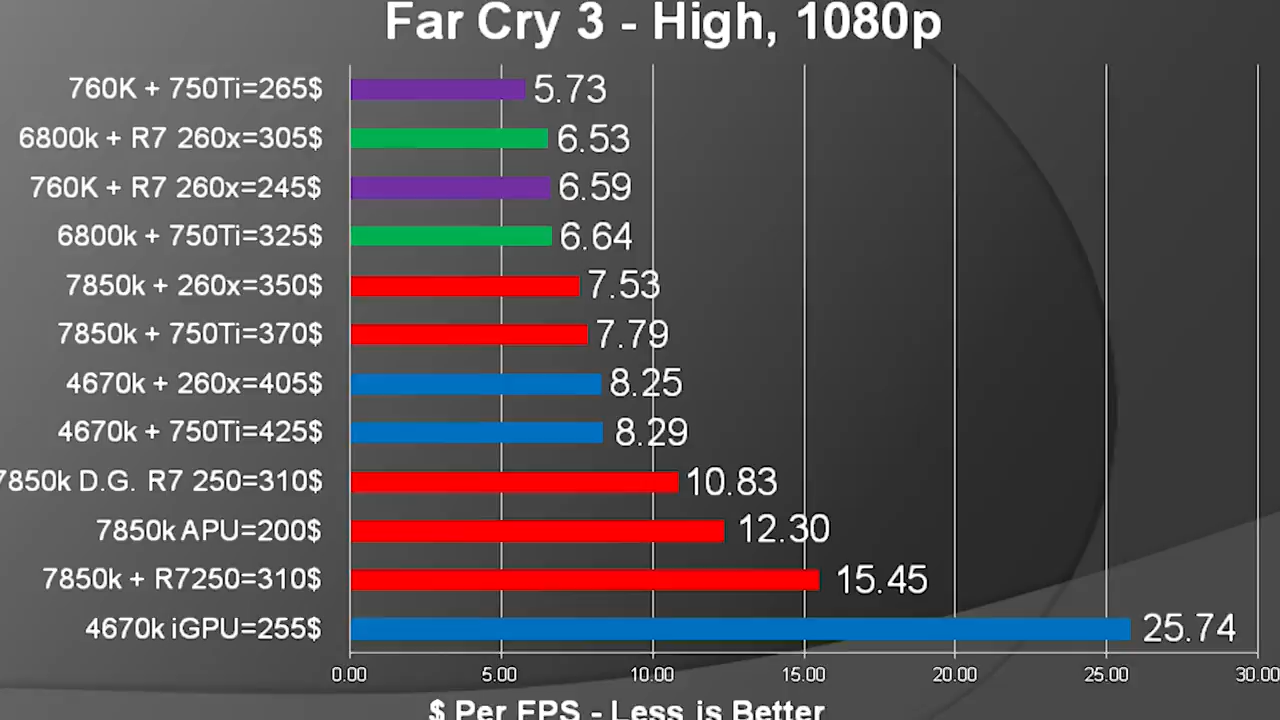 Far Cry 3 - High, 1080p
760K + 750Ti=265$ 5.73
6800k + R7 260x=305$ 6.53
760K + R7 260x=245$ 6.59
6800k + 750Ti=325$ 6.64
7850k + 260x=350$ 7.53
7850k + 750Ti=370$ 7.79
4670k + 260x=405$ 8.25
4670k + 750Ti=425$ 8.29
7850k D.G. R7 250=310$ 10.83
7850k APU=200$ 12.30
7850k + R7250=310$ 15.45
4670k iGPU=255$ 25.74
0.00 5.00 10.00 15.00 20.00 25.00 30.00
$ Per FPS - Less is Better